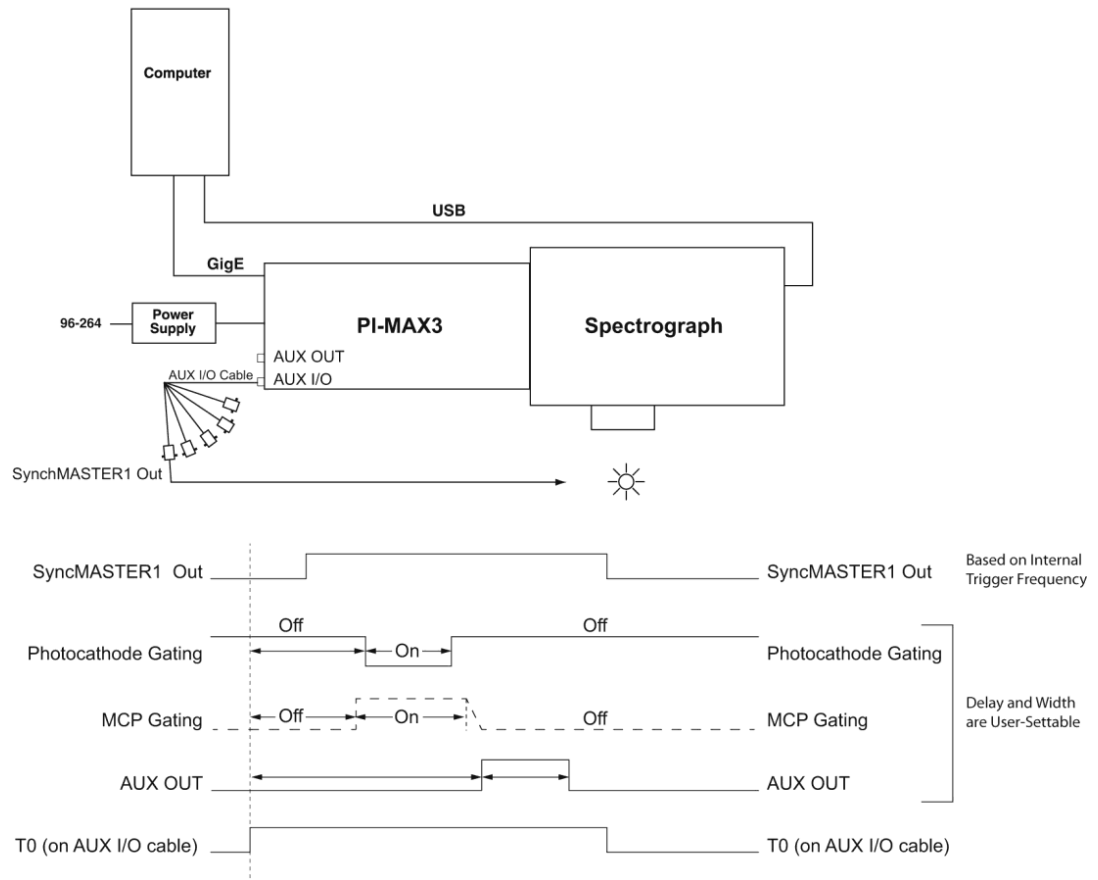 Computer
USB
GigE
96-264
Power
Supply
PI-MAX3
Spectrograph
AUX OUT
AUX I/O Cable
AUX I/O
SynchMASTER1 Out
SyncMASTER1 Out
SyncMASTER1 Out
Based on Internal
Trigger Frequency
Off
Off
Photocathode Gating
On
Photocathode Gating
MCP Gating
Off
On
Off
MCP Gating
Delay and Width
are User-Settable
AUX OUT
AUX OUT
T0 (on AUX I/O cable)
T0 (on AUX I/O cable)